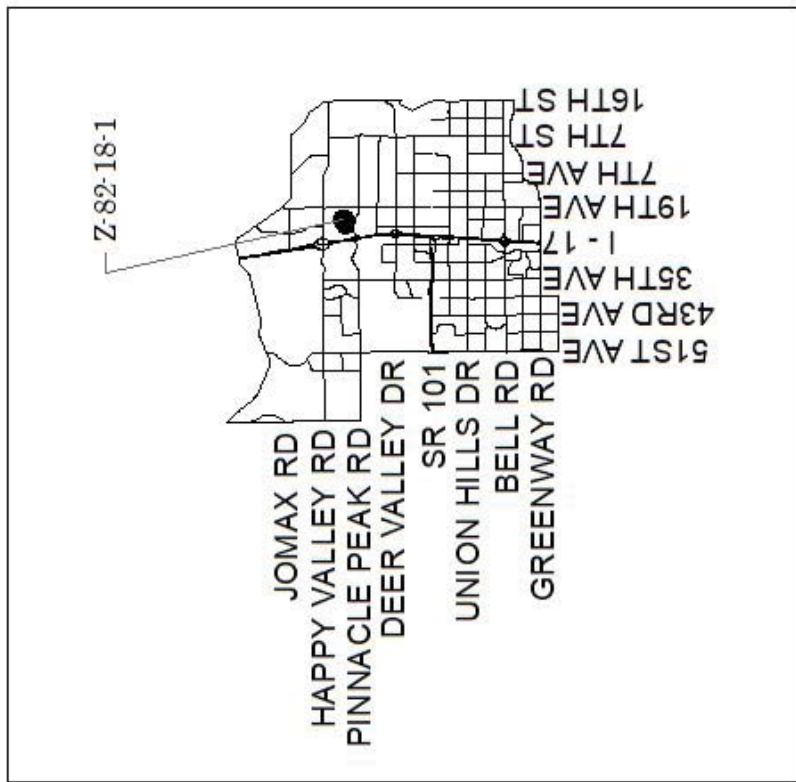 Z-82-18-1
16TH ST
7TH ST
7TH AVE
19TH AVE
I - 17
35TH AVE
43RD AVE
51ST AVE
JOMAX RD
HAPPY VALLEY RD
PINNACLE PEAK RD
DEER VALLEY DR
SR 101
UNION HILLS DR
BELL RD
GREENWAY RD